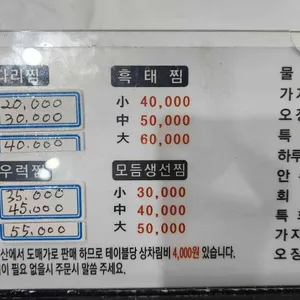 다리찜
20,000
30,000
40,000
흑태찜
小 40,000
中 50,000
大 60,000
우럭찜
35.000
45.000
55.000
모듬생선찜
小 30,000
中 40,000
大 50,000
산에서 도매가로 판매 하므로 테이블당 상차림비 4,000원 있습니다.
이 필요 없을시 주문시 말씀 주세요.
물
가자
오징
특
하루
안
유
회
가지
오징